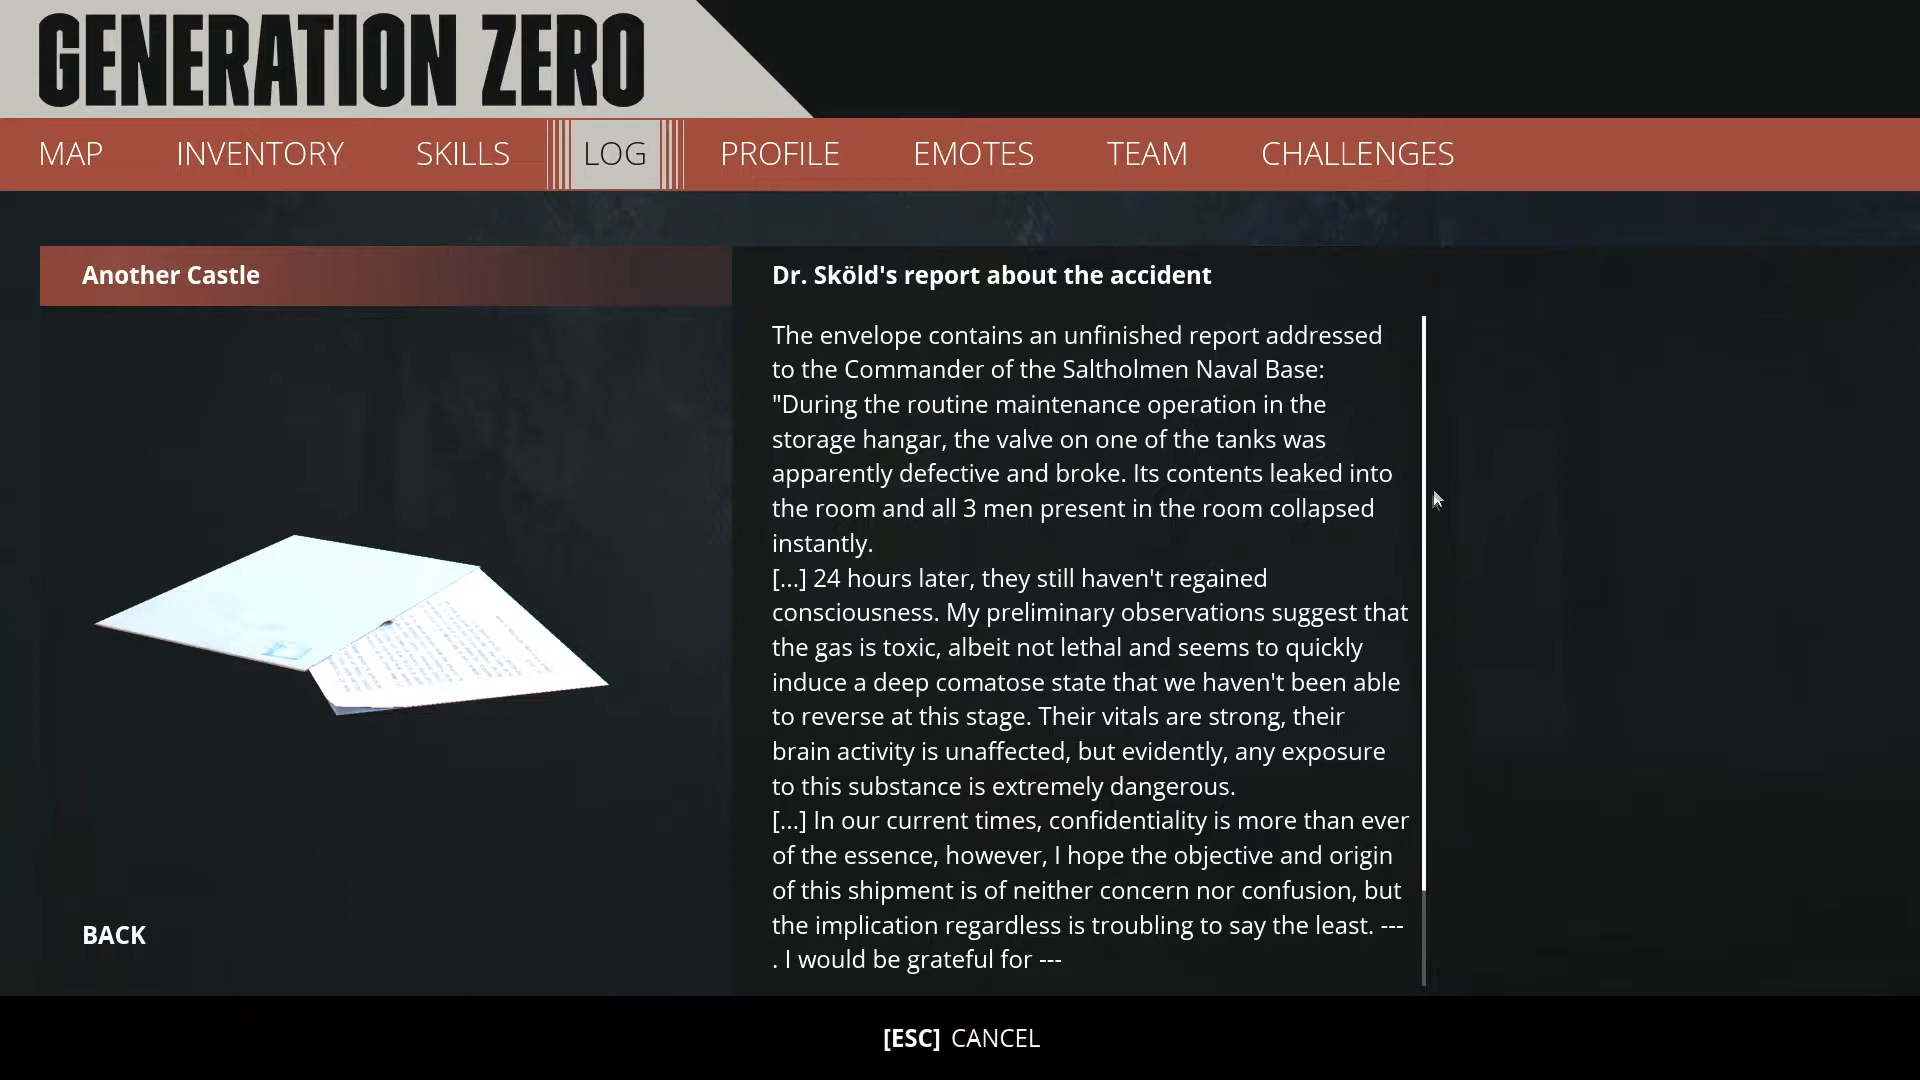 GENERATION ZERO
MAP INVENTORY SKILLS LOG PROFILE EMOTES TEAM CHALLENGES
Another Castle
Dr. Sköld's report about the accident
The envelope contains an unfinished report addressed
to the Commander of the Saltholmen Naval Base:
"During the routine maintenance operation in the
storage hangar, the valve on one of the tanks was
apparently defective and broke. Its contents leaked into
the room and all 3 men present in the room collapsed
instantly.
[...] 24 hours later, they still haven't regained
consciousness. My preliminary observations suggest that
the gas is toxic, albeit not lethal and seems to quickly
induce a deep comatose state that we haven't been able
to reverse at this stage. Their vitals are strong, their
brain activity is unaffected, but evidently, any exposure
to this substance is extremely dangerous.
[...] In our current times, confidentiality is more than ever
of the essence, however, I hope the objective and origin
of this shipment is of neither concern nor confusion, but
the implication regardless is troubling to say the least. ---
. I would be grateful for ---
BACK
[ESC] CANCEL